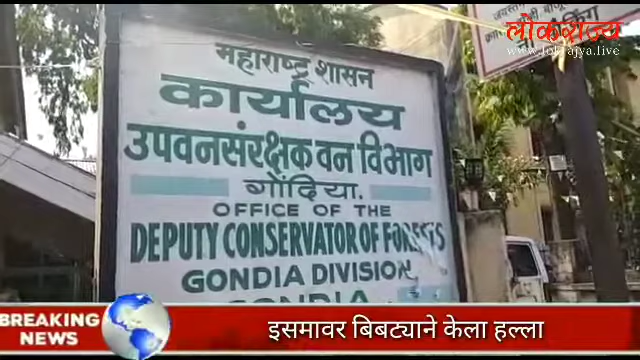 लोकराज्य
www.lokrajya.live
महाराष्ट्र शासन
कार्यालय
उपवनसंरक्षक वन विभाग
गोंदिया.
OFFICE OF THE
DEPUTY CONSERVATOR OF FORESTS
GONDIA DIVISION
GONDIA
BREAKING
NEWS
इसमावर बिबट्याने केला हल्ला